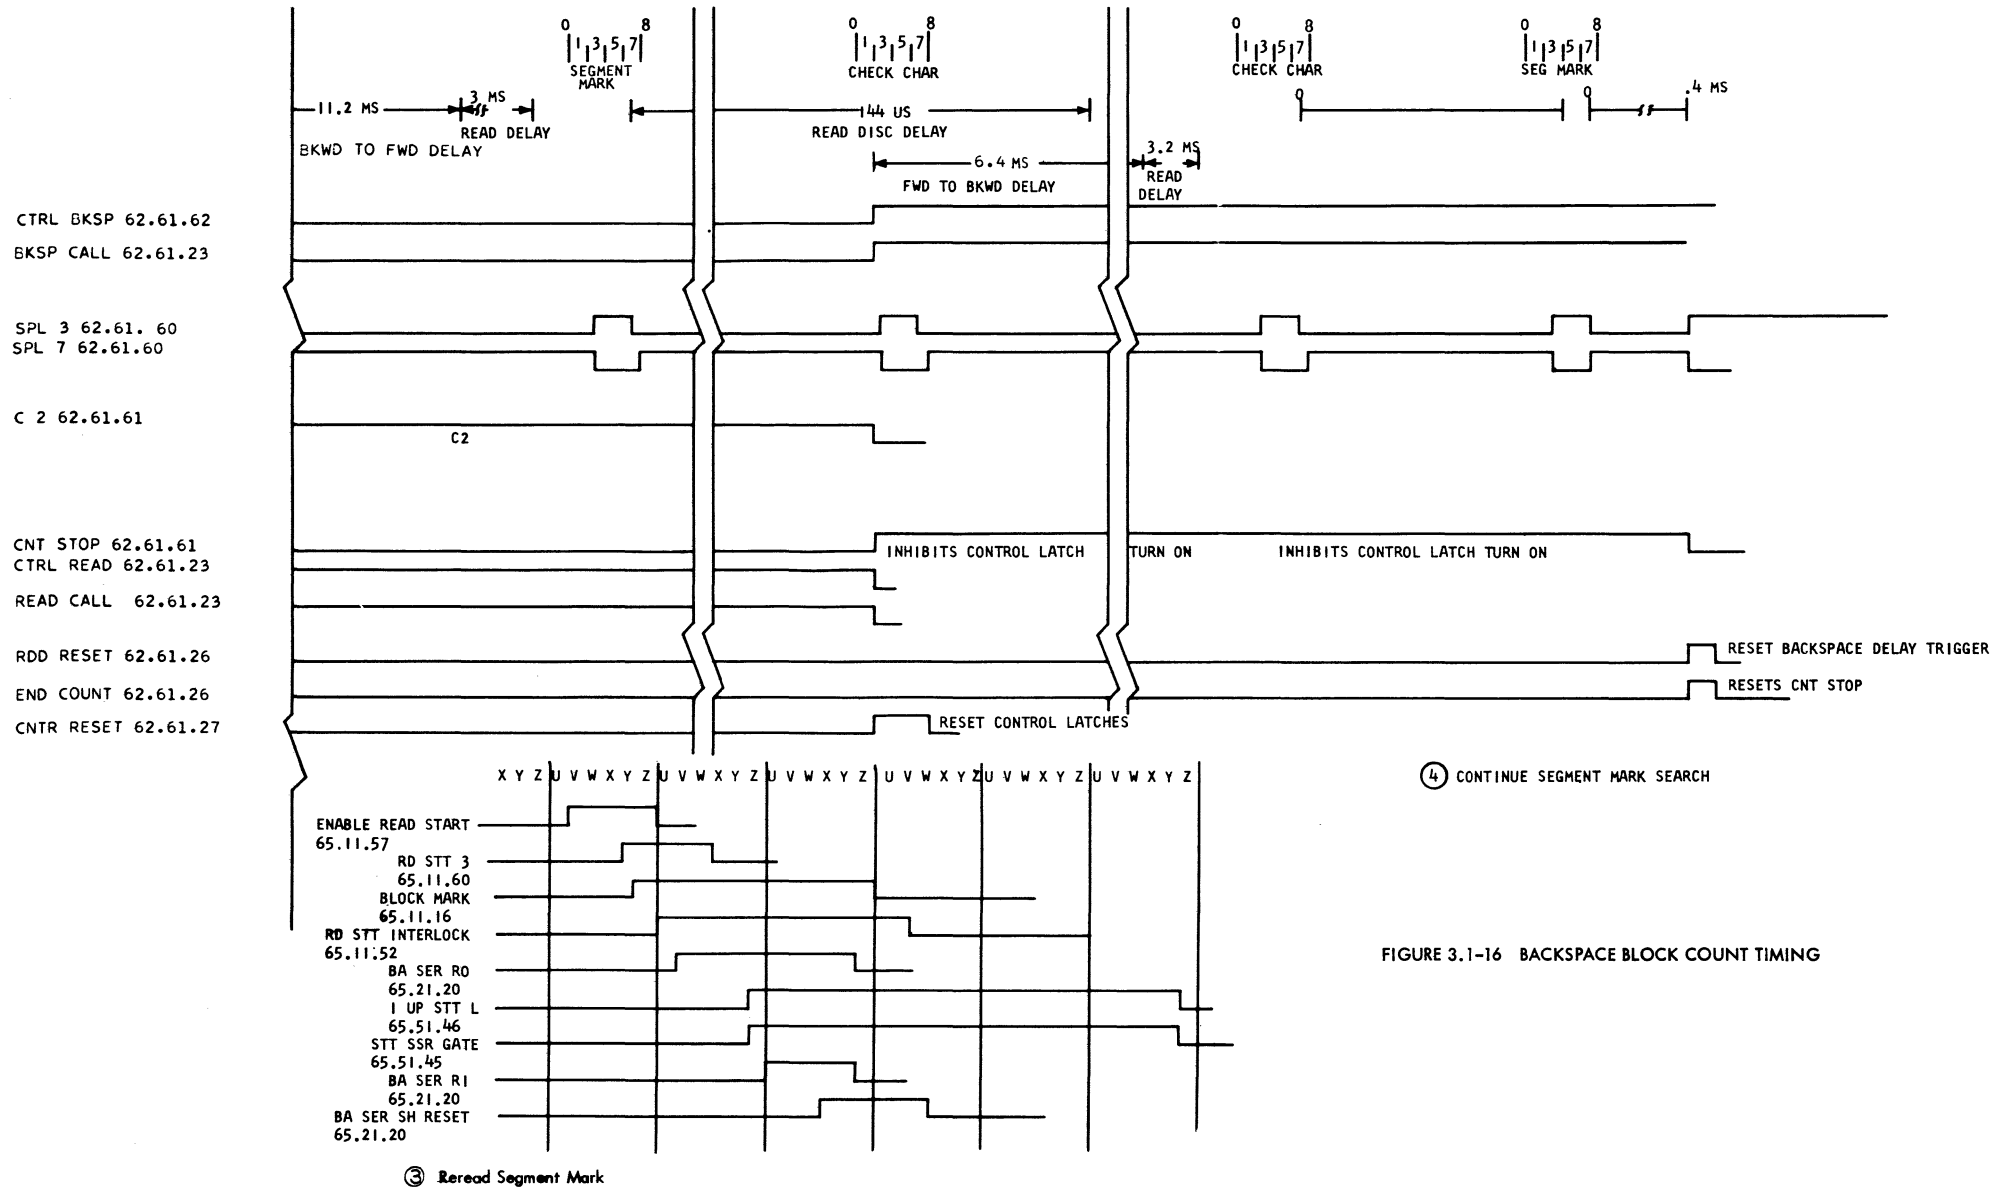 0 8 0 8 0 8 0 8
1 3 5 7 1 3 5 7 1 3 5 7 1 3 5 7
SEGMENT MARK
CHECK CHAR
CHECK CHAR
SEG MARK
11.2 MS
3 MS
READ DELAY
BKWD TO FWD DELAY
144 US
READ DISC DELAY
0 0 .4 MS
6.4 MS
FWD TO BKWD DELAY
3.2 MS
READ DELAY
CTRL BKSP 62.61.62
BKSP CALL 62.61.23
SPL 3 62.61. 60
SPL 7 62.61.60
C 2 62.61.61
C2
CNT STOP 62.61.61
INHIBITS CONTROL LATCH TURN ON
INHIBITS CONTROL LATCH TURN ON
CTRL READ 62.61.23
READ CALL 62.61.23
RDD RESET 62.61.26
RESET BACKSPACE DELAY TRIGGER
END COUNT 62.61.26
RESETS CNT STOP
CNTR RESET 62.61.27
RESET CONTROL LATCHES
X Y Z U V W X Y Z U V W X Y Z U V W X Y Z U V W X Y Z U V W X Y Z U V W X Y Z
4 CONTINUE SEGMENT MARK SEARCH
ENABLE READ START
65.11.57
RD STT 3
65.11.60
BLOCK MARK
65.11.16
RD STT INTERLOCK
65.11.52
BA SER RO
65.21.20
I UP STT L
65.51.46
STT SSR GATE
65.51.45
BA SER RI
65.21.20
BA SER SH RESET
65.21.20
FIGURE 3.1-16 BACKSPACE BLOCK COUNT TIMING
3 Reread Segment Mark